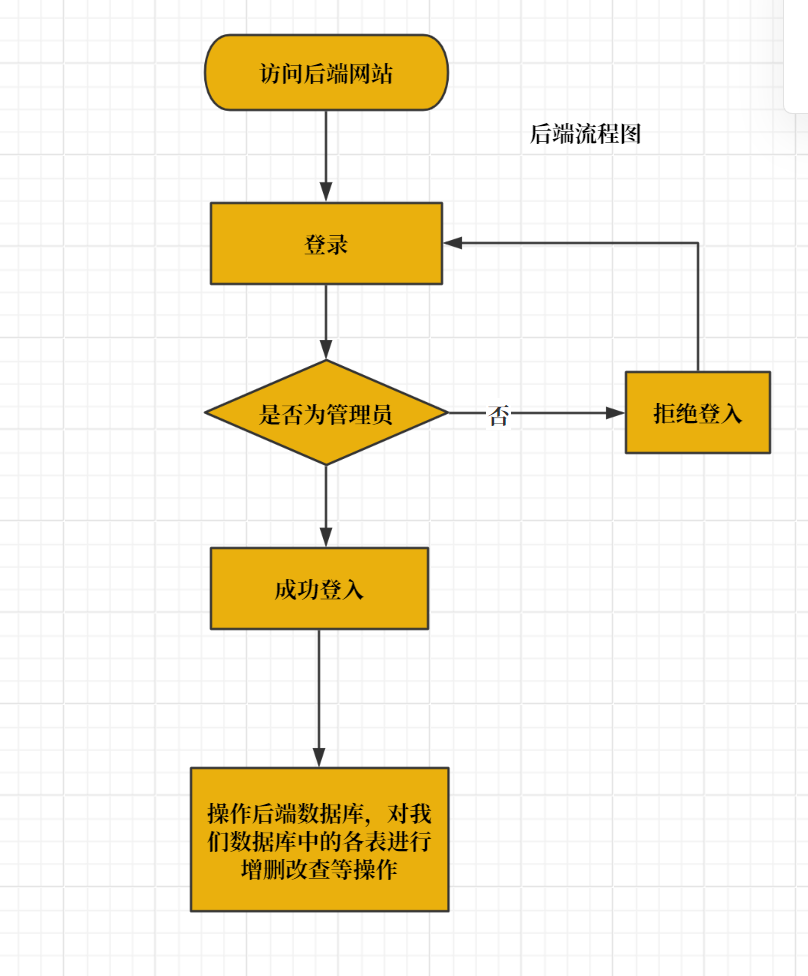 访问后端网站
后端流程图
登录
是否为管理员
否
拒绝登入
成功登入
操作后端数据库，对我
们数据库中的各表进行
增删改查等操作